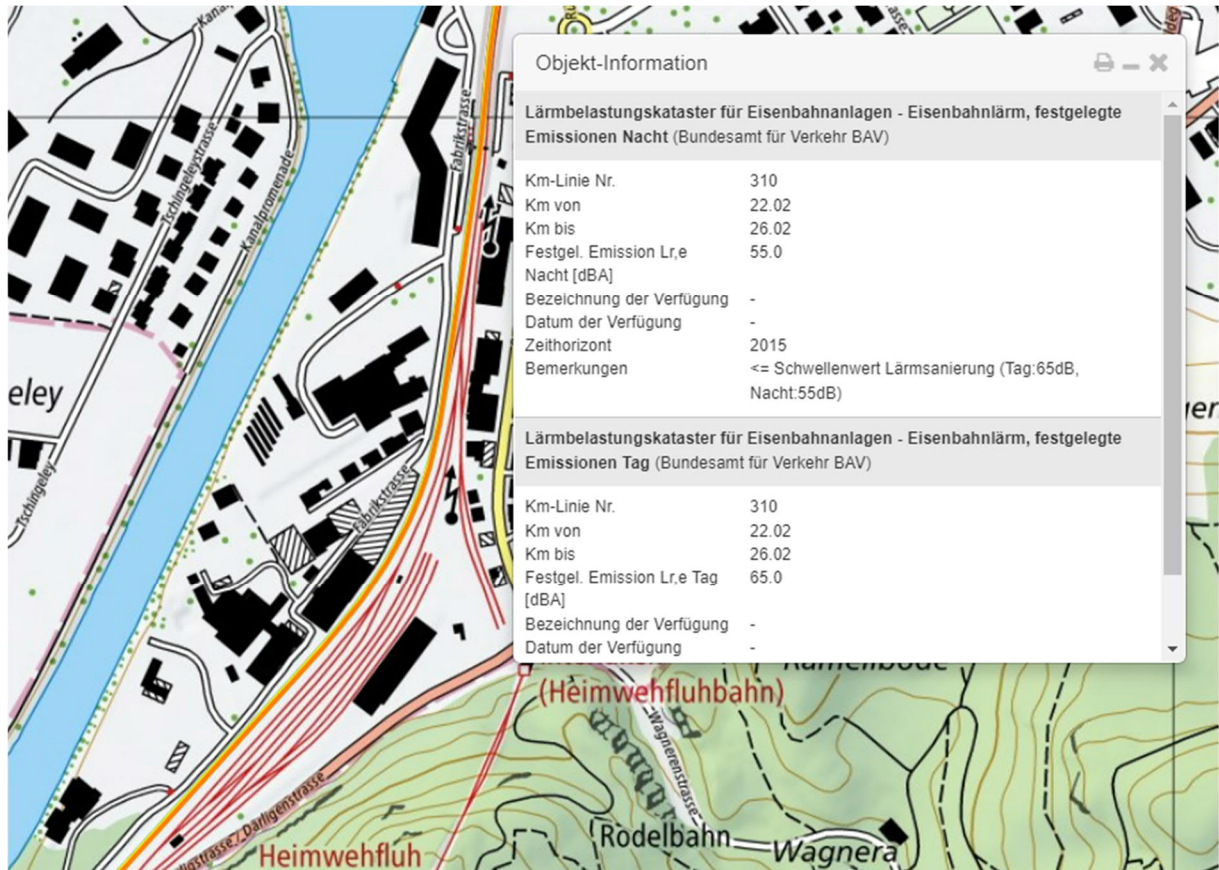 Objekt-Information
Lärmbelastungskataster für Eisenbahnanlagen - Eisenbahnlärm, festgelegte
Emissionen Nacht (Bundesamt für Verkehr BAV)
Km-Linie Nr. 310
Km von 22.02
Km bis 26.02
Festgel. Emission Lr,e 55.0
Nacht [dBA]
Bezeichnung der Verfügung -
Datum der Verfügung -
Zeithorizont 2015
Bemerkungen <= Schwellenwert Lärmsanierung (Tag:65dB,
Nacht:55dB)
Lärmbelastungskataster für Eisenbahnanlagen - Eisenbahnlärm, festgelegte
Emissionen Tag (Bundesamt für Verkehr BAV)
Km-Linie Nr. 310
Km von 22.02
Km bis 26.02
Festgel. Emission Lr,e Tag 65.0
[dBA]
Bezeichnung der Verfügung -
Datum der Verfügung -
Tschingeleystrasse
Kanalpromenade
Fabrikstrasse
eley
Tschingeley
Fabrikstrasse
(Heimwehfluhbahn)
Wagnerenstrasse
Rodelbahn
Wagnera
Heimwehfluh
Därligenstrasse